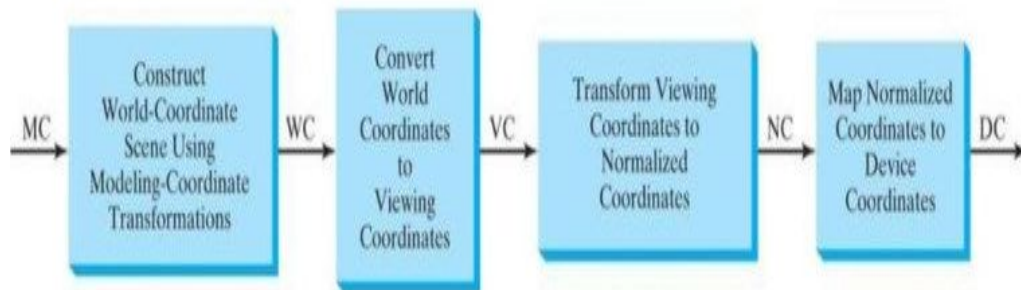 MC
Construct
World-Coordinate
Scene Using
Modeling-Coordinate
Transformations
WC
Convert
World
Coordinates
to
Viewing
Coordinates
VC
Transform Viewing
Coordinates to
Normalized
Coordinates
NC
Map Normalized
Coordinates to
Device
Coordinates
DC